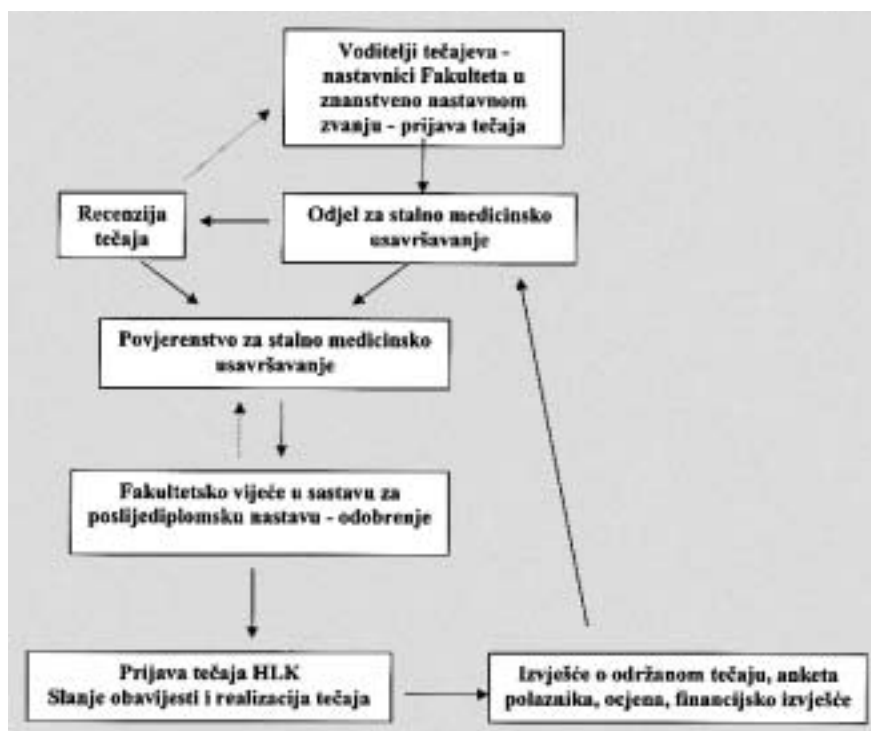 Voditelji tečajeva -
nastavnici Fakulteta u
znanstveno nastavnom
zvanju - prijava tečaja
Recenzija
tečaja
Odjel za stalno medicinsko
usavršavanje
Povjerenstvo za stalno medicinsko
usavršavanje
Fakultetsko vijeće u sastavu za
poslijediplomsku nastavu - odobrenje
Prijava tečaja HLK
Slanje obavijesti i realizacija tečaja
Izvješće o održanom tečaju, anketa
polaznika, ocjena, financijsko izvješće